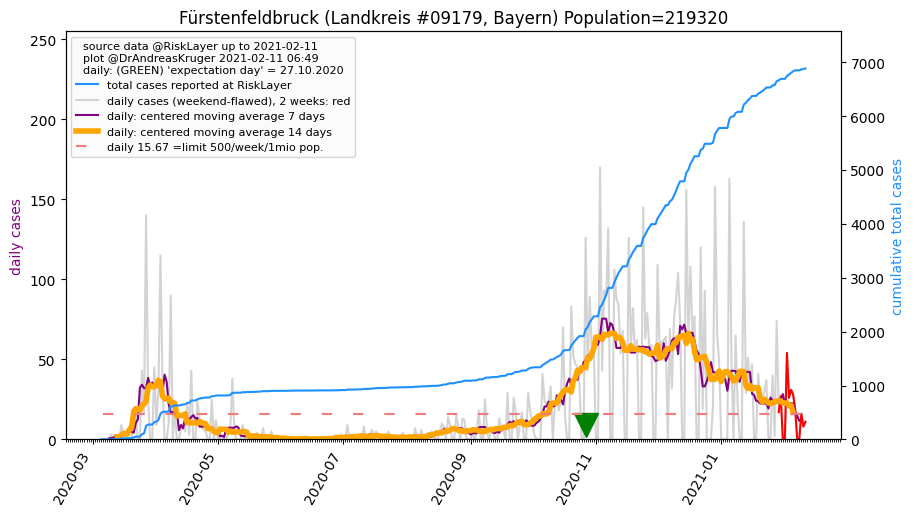 Fürstenfeldbruck (Landkreis #09179, Bayern) Population=219320
source data @RiskLayer up to 2021-02-11
plot @DrAndreasKruger 2021-02-11 06:49
daily: (GREEN) 'expectation day' = 27.10.2020
total cases reported at RiskLayer
daily cases (weekend-flawed), 2 weeks: red
daily: centered moving average 7 days
daily: centered moving average 14 days
daily 15.67 =limit 500/week/1mio pop.
daily cases
250
200
150
100
50
0
cumulative total cases
7000
6000
5000
4000
3000
2000
1000
0
2020-03
2020-05
2020-07
2020-09
2020-11
2021-01